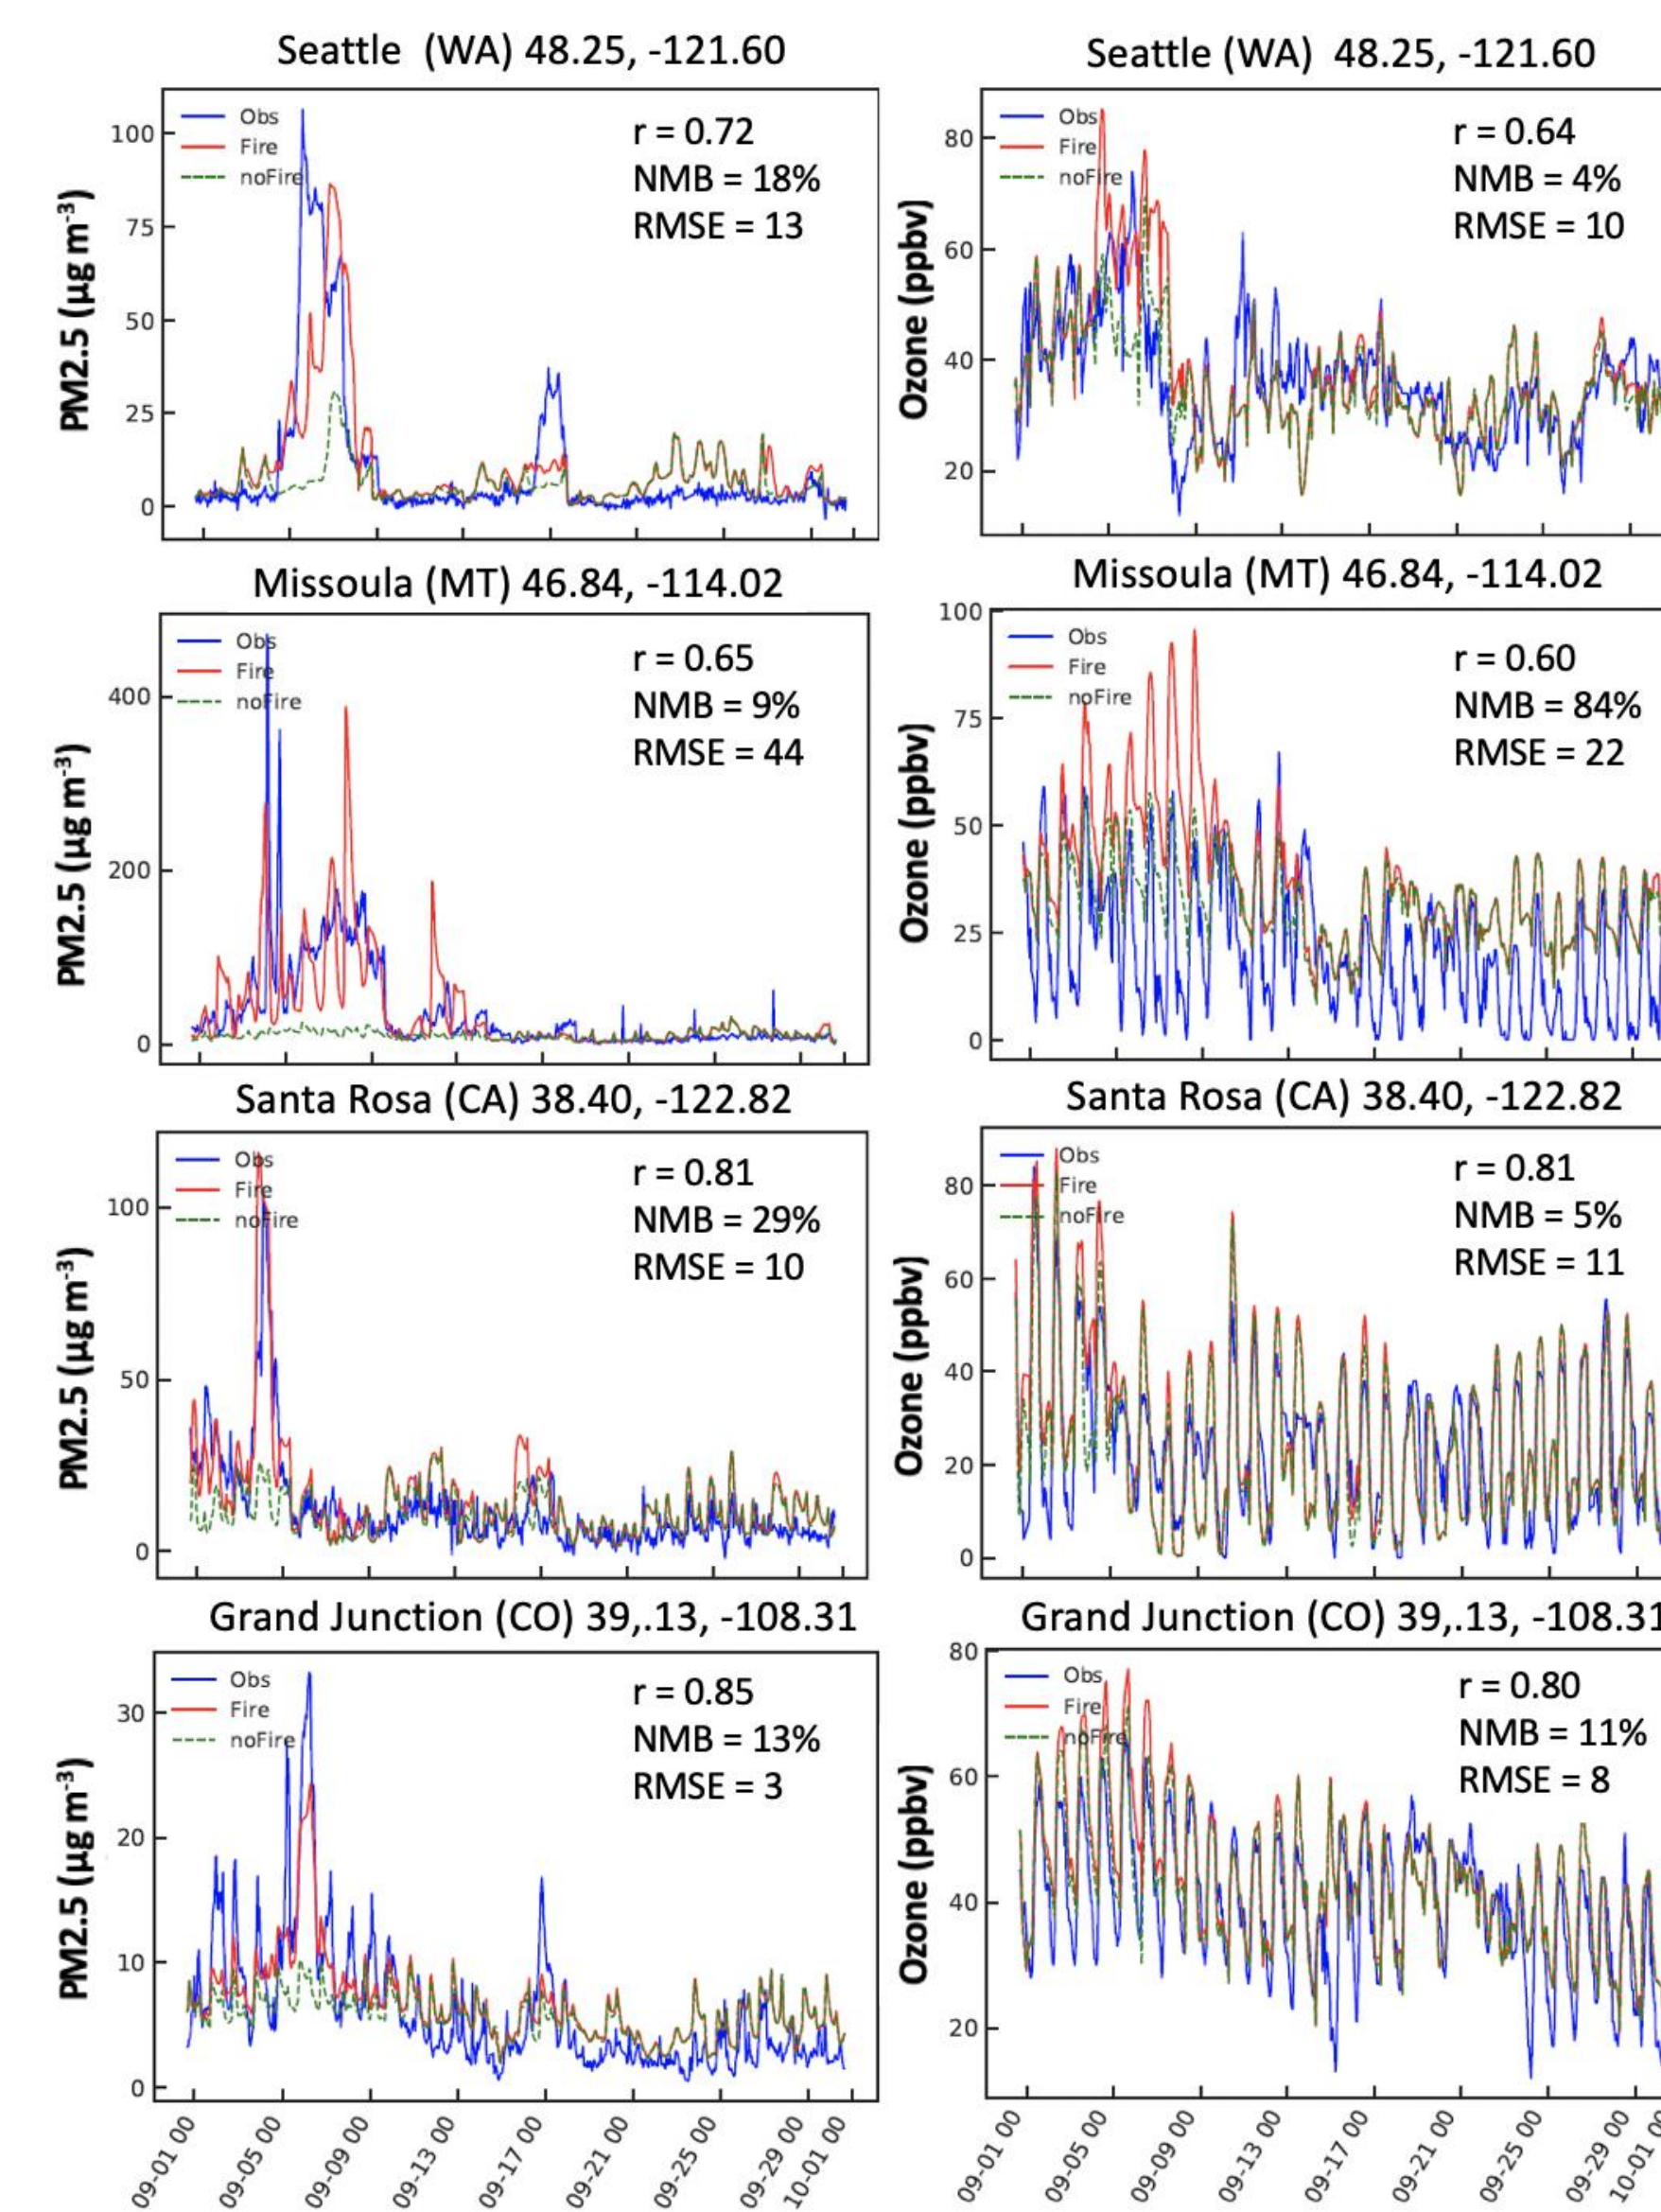 Seattle  (WA) 48.25, -121.60
PM2.5 (µg m-3)
100
75
50
25
0
Obs
Fire
noFire
r = 0.72
NMB = 18%
RMSE = 13
Seattle (WA)  48.25, -121.60
Ozone (ppbv)
80
60
40
20
Obs
Fire
noFire
r = 0.64
NMB = 4%
RMSE = 10
Missoula (MT) 46.84, -114.02
PM2.5 (µg m-3)
400
200
0
Obs
Fire
noFire
r = 0.65
NMB = 9%
RMSE = 44
Missoula (MT) 46.84, -114.02
Ozone (ppbv)
100
75
50
25
0
Obs
Fire
noFire
r = 0.60
NMB = 84%
RMSE = 22
Santa Rosa (CA) 38.40, -122.82
PM2.5 (µg m-3)
100
50
0
Obs
Fire
noFire
r = 0.81
NMB = 29%
RMSE = 10
Santa Rosa (CA) 38.40, -122.82
Ozone (ppbv)
80
60
40
20
0
Obs
Fire
noFire
r = 0.81
NMB = 5%
RMSE = 11
Grand Junction (CO) 39,.13, -108.31
PM2.5 (µg m-3)
30
20
10
0
Obs
Fire
noFire
r = 0.85
NMB = 13%
RMSE = 3
09-01 00
09-05 00
09-09 00
09-13 00
09-17 00
09-21 00
09-25 00
09-29 00
10-01 00
Grand Junction (CO) 39,.13, -108.31
Ozone (ppbv)
80
60
40
20
Obs
Fire
noFire
r = 0.80
NMB = 11%
RMSE = 8
09-01 00
09-05 00
09-09 00
09-13 00
09-17 00
09-21 00
09-25 00
09-29 00
10-01 00